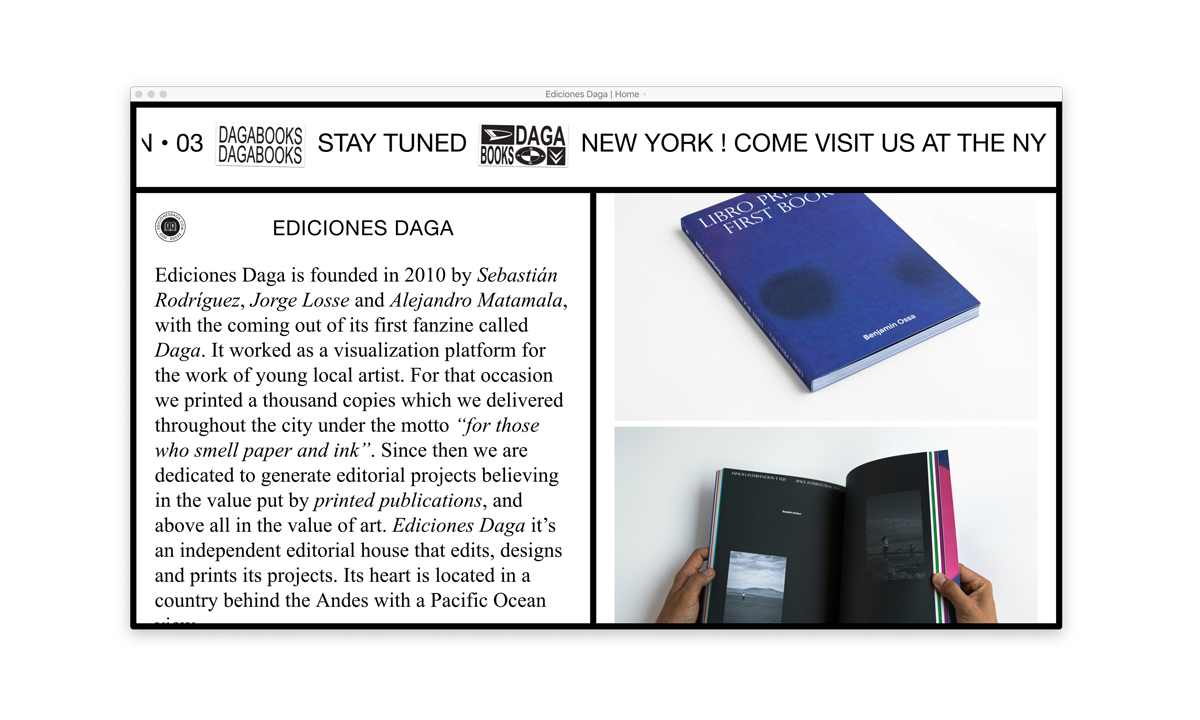 Ediciones Daga | Home
N • 03 DAGABOOKS DAGABOOKS STAY TUNED DAGA BOOKS NEW YORK ! COME VISIT US AT THE NY
EDICIONES DAGA
Ediciones Daga is founded in 2010 by Sebastián
Rodríguez, Jorge Losse and Alejandro Matamala,
with the coming out of its first fanzine called
Daga. It worked as a visualization platform for
the work of young local artist. For that occasion
we printed a thousand copies which we delivered
throughout the city under the motto “for those
who smell paper and ink”. Since then we are
dedicated to generate editorial projects believing
in the value put by printed publications, and
above all in the value of art. Ediciones Daga it’s
an independent editorial house that edits, designs
and prints its projects. Its heart is located in a
country behind the Andes with a Pacific Ocean
LIBRO
FIRST BOOK
Benjamin Ossa